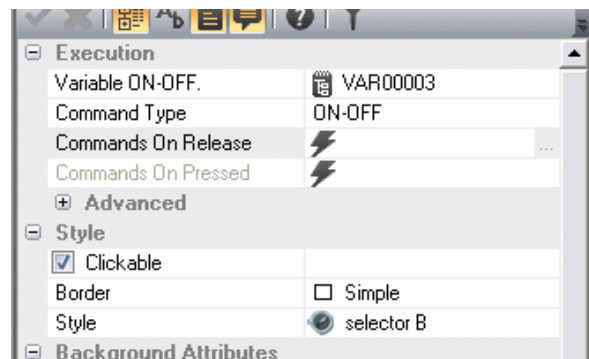 Execution
Variable ON-OFF. VAR00003
Command Type ON-OFF
Commands On Release ...
Commands On Pressed
Advanced
Style
Clickable
Border Simple
Style selector B
Background Attributes